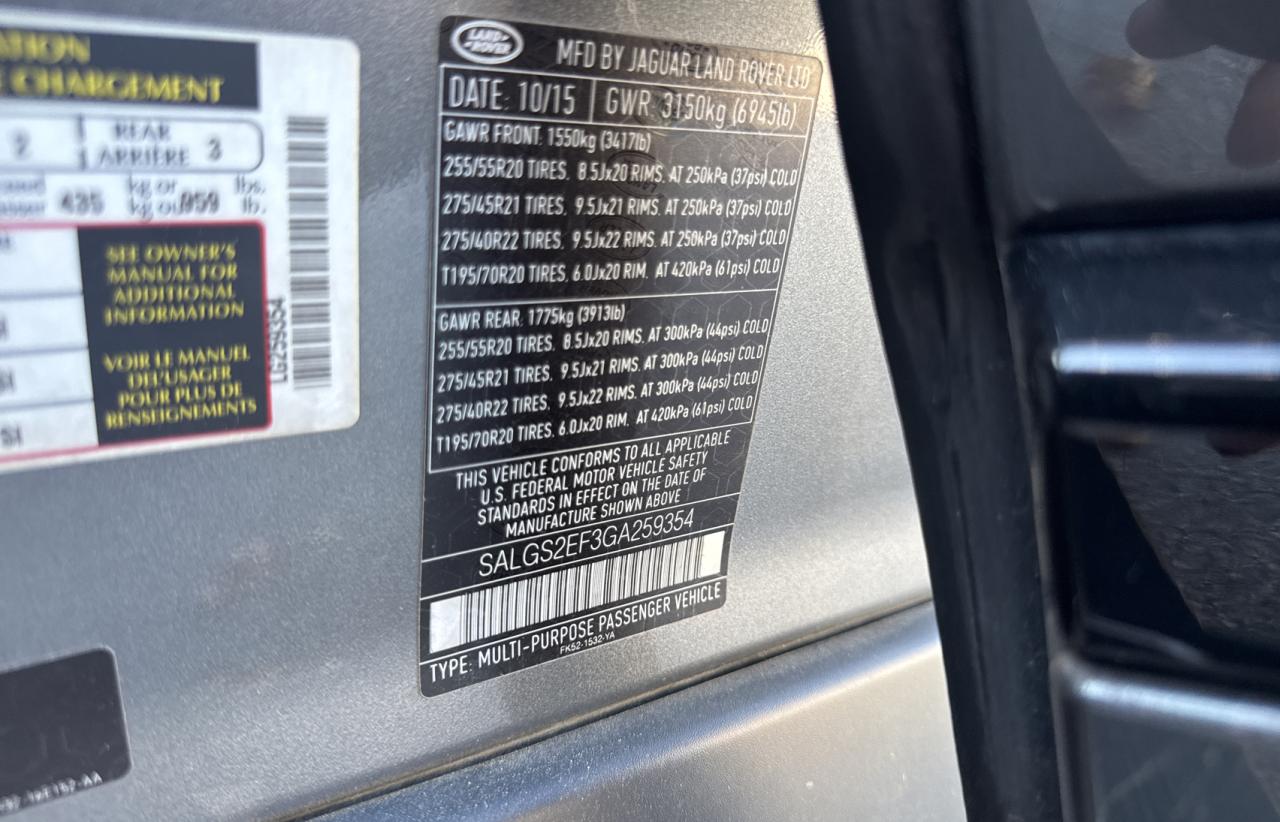 ATION
E CHARGEMENT
2 REAR ARRIÈRE 3
435 kg or kg ou 959 lbs. lb.
SEE OWNER'S
MANUAL FOR
ADDITIONAL
INFORMATION
VOIR LE MANUEL
DE L'USAGER
POUR PLUS DE
RENSEIGNEMENTS
SI
SI
LG259354
LAND ROVER
MFD BY JAGUAR LAND ROVER LTD
DATE: 10/15 GWR: 3150kg (6945lb)
GAWR FRONT: 1550kg (3417lb)
255/55R20 TIRES, 8.5Jx20 RIMS. AT 250kPa (37psi) COLD
275/45R21 TIRES, 9.5Jx21 RIMS. AT 250kPa (37psi) COLD
275/40R22 TIRES, 9.5Jx22 RIMS. AT 250kPa (37psi) COLD
T195/70R20 TIRES. 6.0Jx20 RIM. AT 420kPa (61psi) COLD
GAWR REAR: 1775kg (3913lb)
255/55R20 TIRES, 8.5Jx20 RIMS. AT 300kPa (44psi) COLD
275/45R21 TIRES, 9.5Jx21 RIMS. AT 300kPa (44psi) COLD
275/40R22 TIRES, 9.5Jx22 RIMS. AT 300kPa (44psi) COLD
T195/70R20 TIRES. 6.0Jx20 RIM. AT 420kPa (61psi) COLD
THIS VEHICLE CONFORMS TO ALL APPLICABLE
U.S. FEDERAL MOTOR VEHICLE SAFETY
STANDARDS IN EFFECT ON THE DATE OF
MANUFACTURE SHOWN ABOVE
SALGS2EF3GA259354
TYPE: MULTI-PURPOSE PASSENGER VEHICLE
FK52-1532-YA